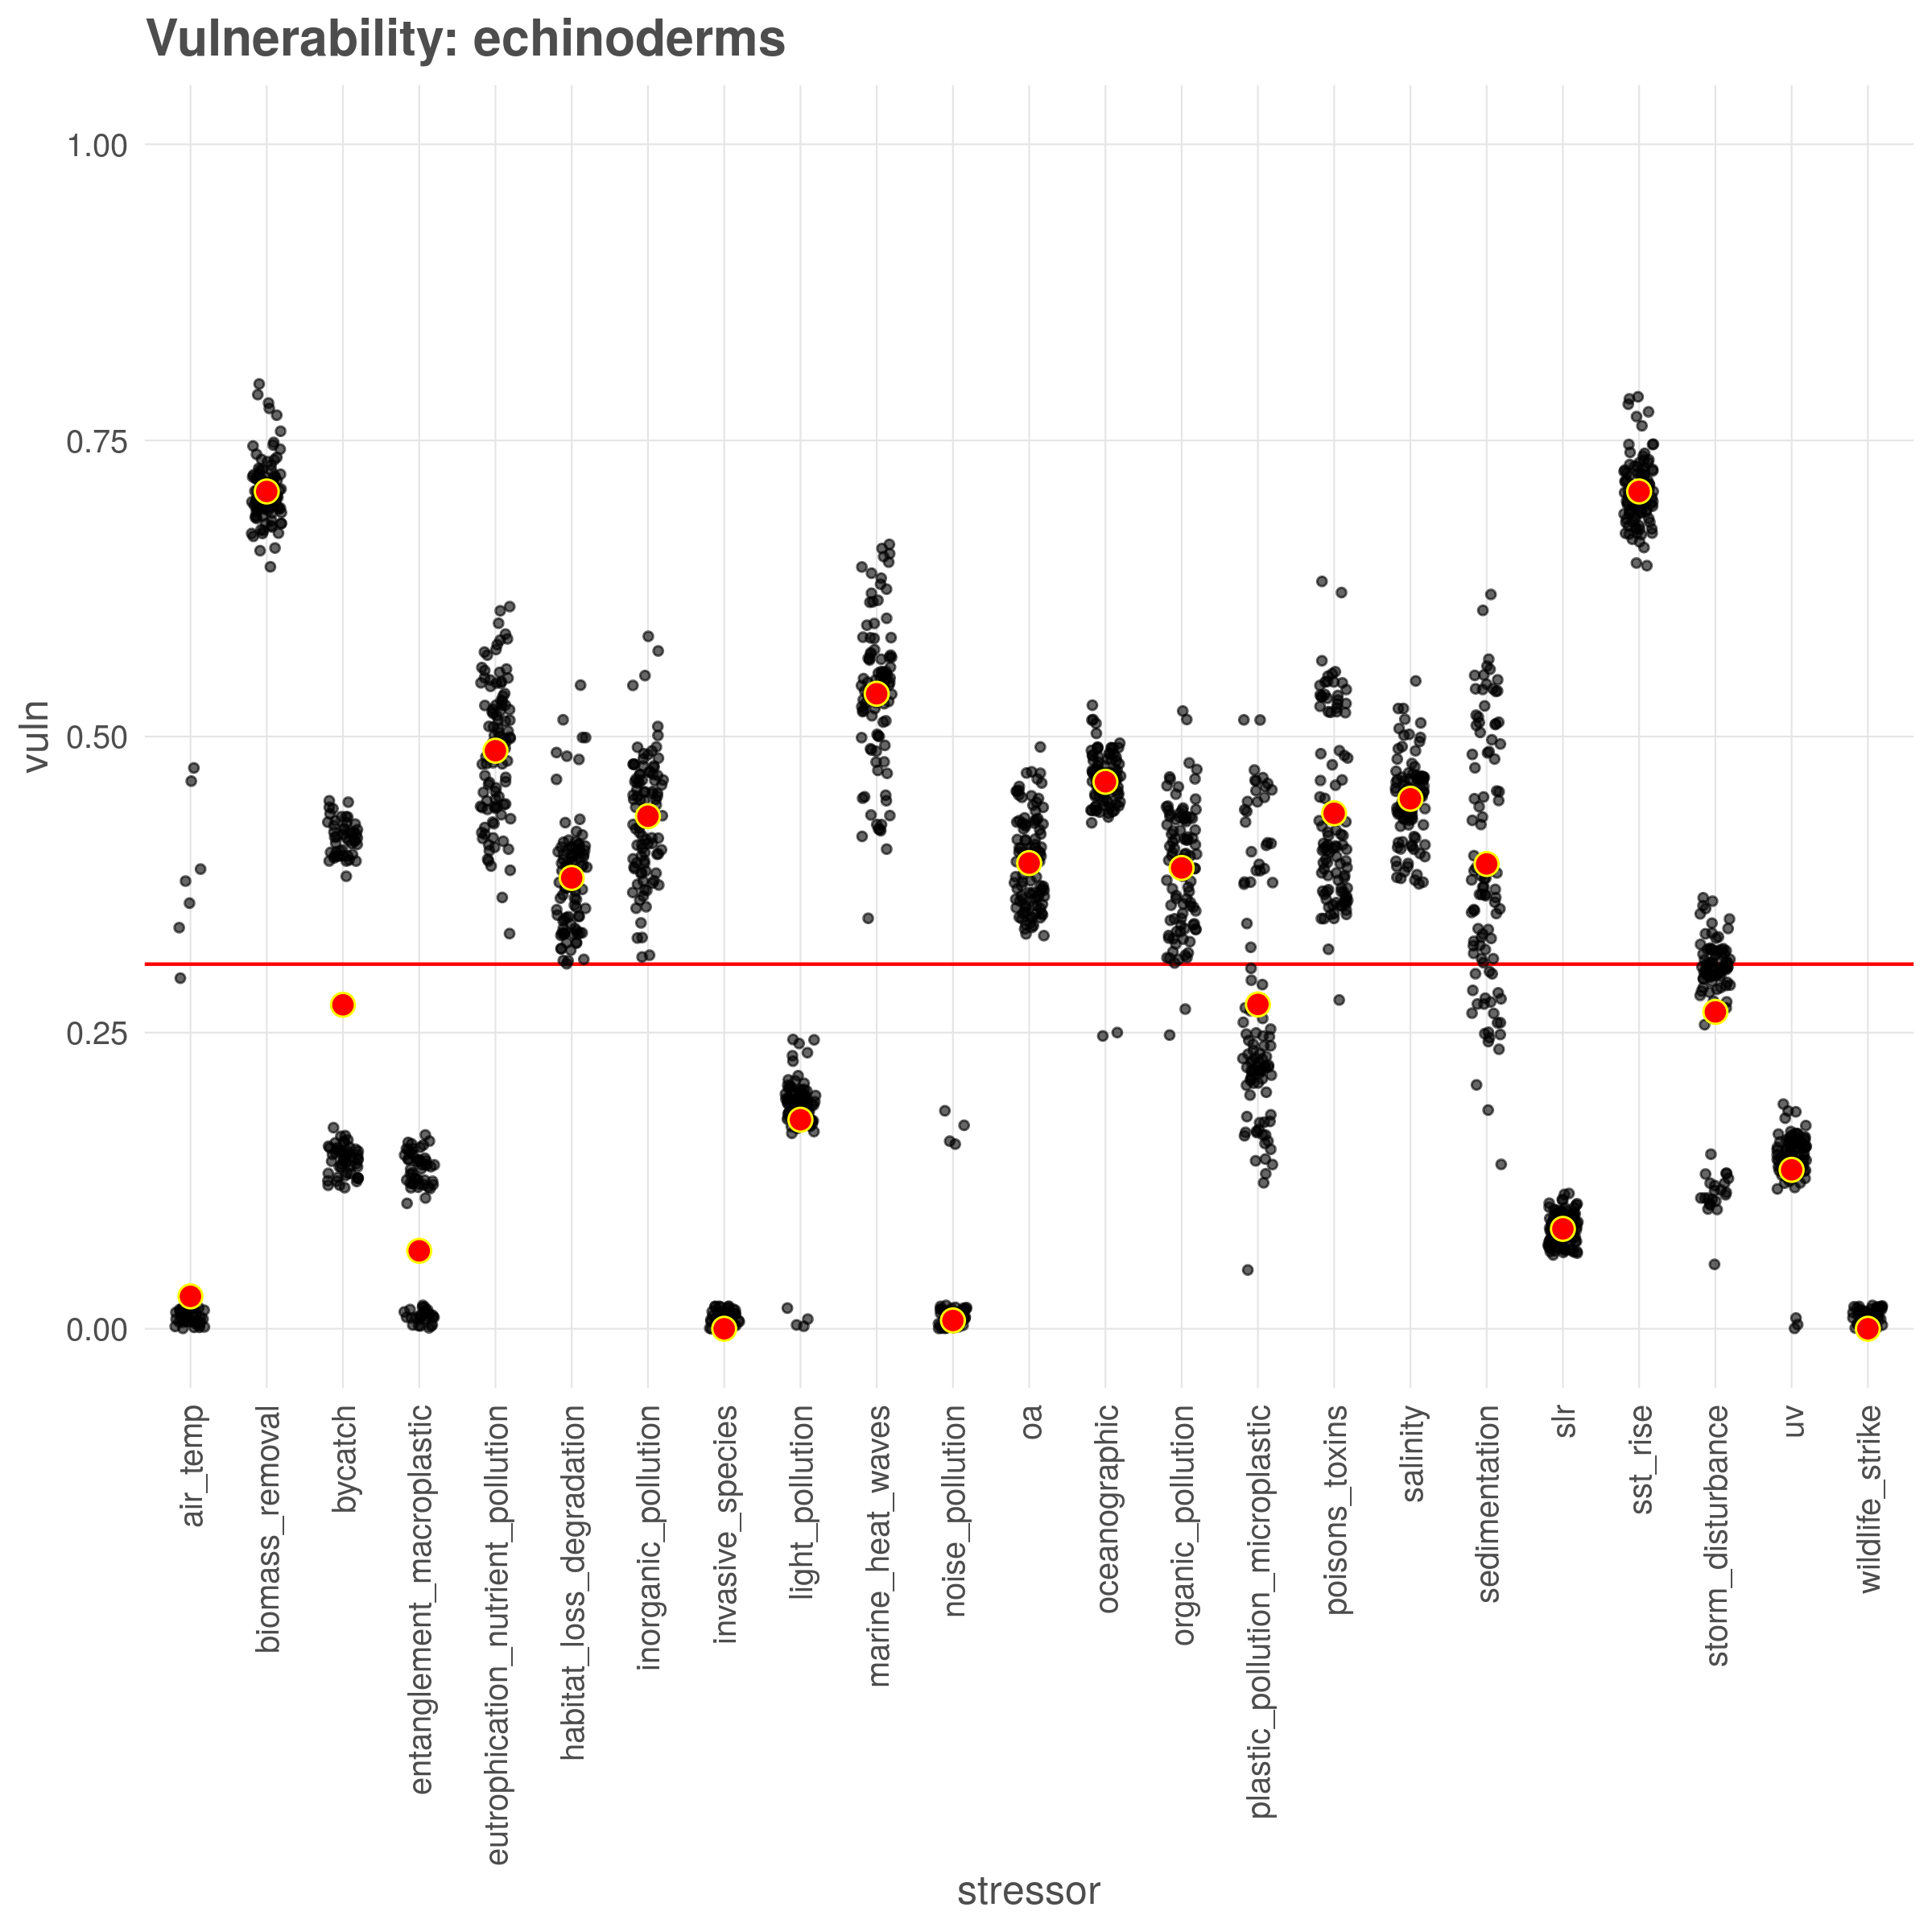 Vulnerability: echinoderms
vuln
1.00
0.75
0.50
0.25
0.00
air_temp
biomass_removal
bycatch
entanglement_macroplastic
eutrophication_nutrient_pollution
habitat_loss_degradation
inorganic_pollution
invasive_species
light_pollution
marine_heat_waves
noise_pollution
oa
oceanographic
organic_pollution
plastic_pollution_microplastic
poisons_toxins
salinity
sedimentation
slr
sst_rise
storm_disturbance
uv
wildlife_strike
stressor